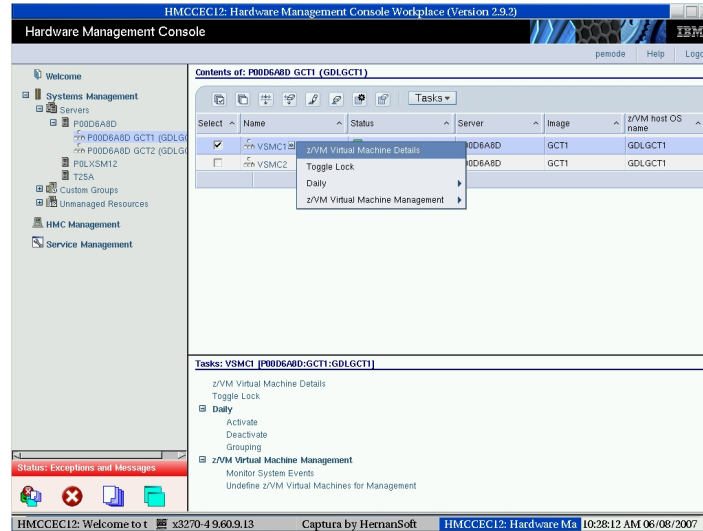 HMCCEC12: Hardware Management Console Workplace (Version 2.9.2)
Hardware Management Console
IBM
pemode Help Logo
Welcome
Systems Management
Servers
P00D6A8D
P00D6A8D GCT1 (GDLG
P00D6A8D GCT2 (GDLG
P0LXSM12
T25A
Custom Groups
Unmanaged Resources
HMC Management
Service Management
Status: Exceptions and Messages
Contents of: P00D6A8D GCT1 (GDLGCT1)
Tasks
Select Name Status Server Image z/VM host OS name
VSMC1 00D6A8D GCT1 GDLGCT1
VSMC2 P00D6A8D GCT1 GDLGCT1
z/VM Virtual Machine Details
Toggle Lock
Daily
z/VM Virtual Machine Management
Tasks: VSMC1 [P00D6A8D:GCT1:GDLGCT1]
z/VM Virtual Machine Details
Toggle Lock
Daily
Activate
Deactivate
Grouping
z/VM Virtual Machine Management
Monitor System Events
Undefine z/VM Virtual Machines for Management
HMCCEC12: Welcome to t x3270-4 9.60.9.13 Captura by HernanSoft HMCCEC12: Hardware Ma 10:28:12 AM 06/08/2007